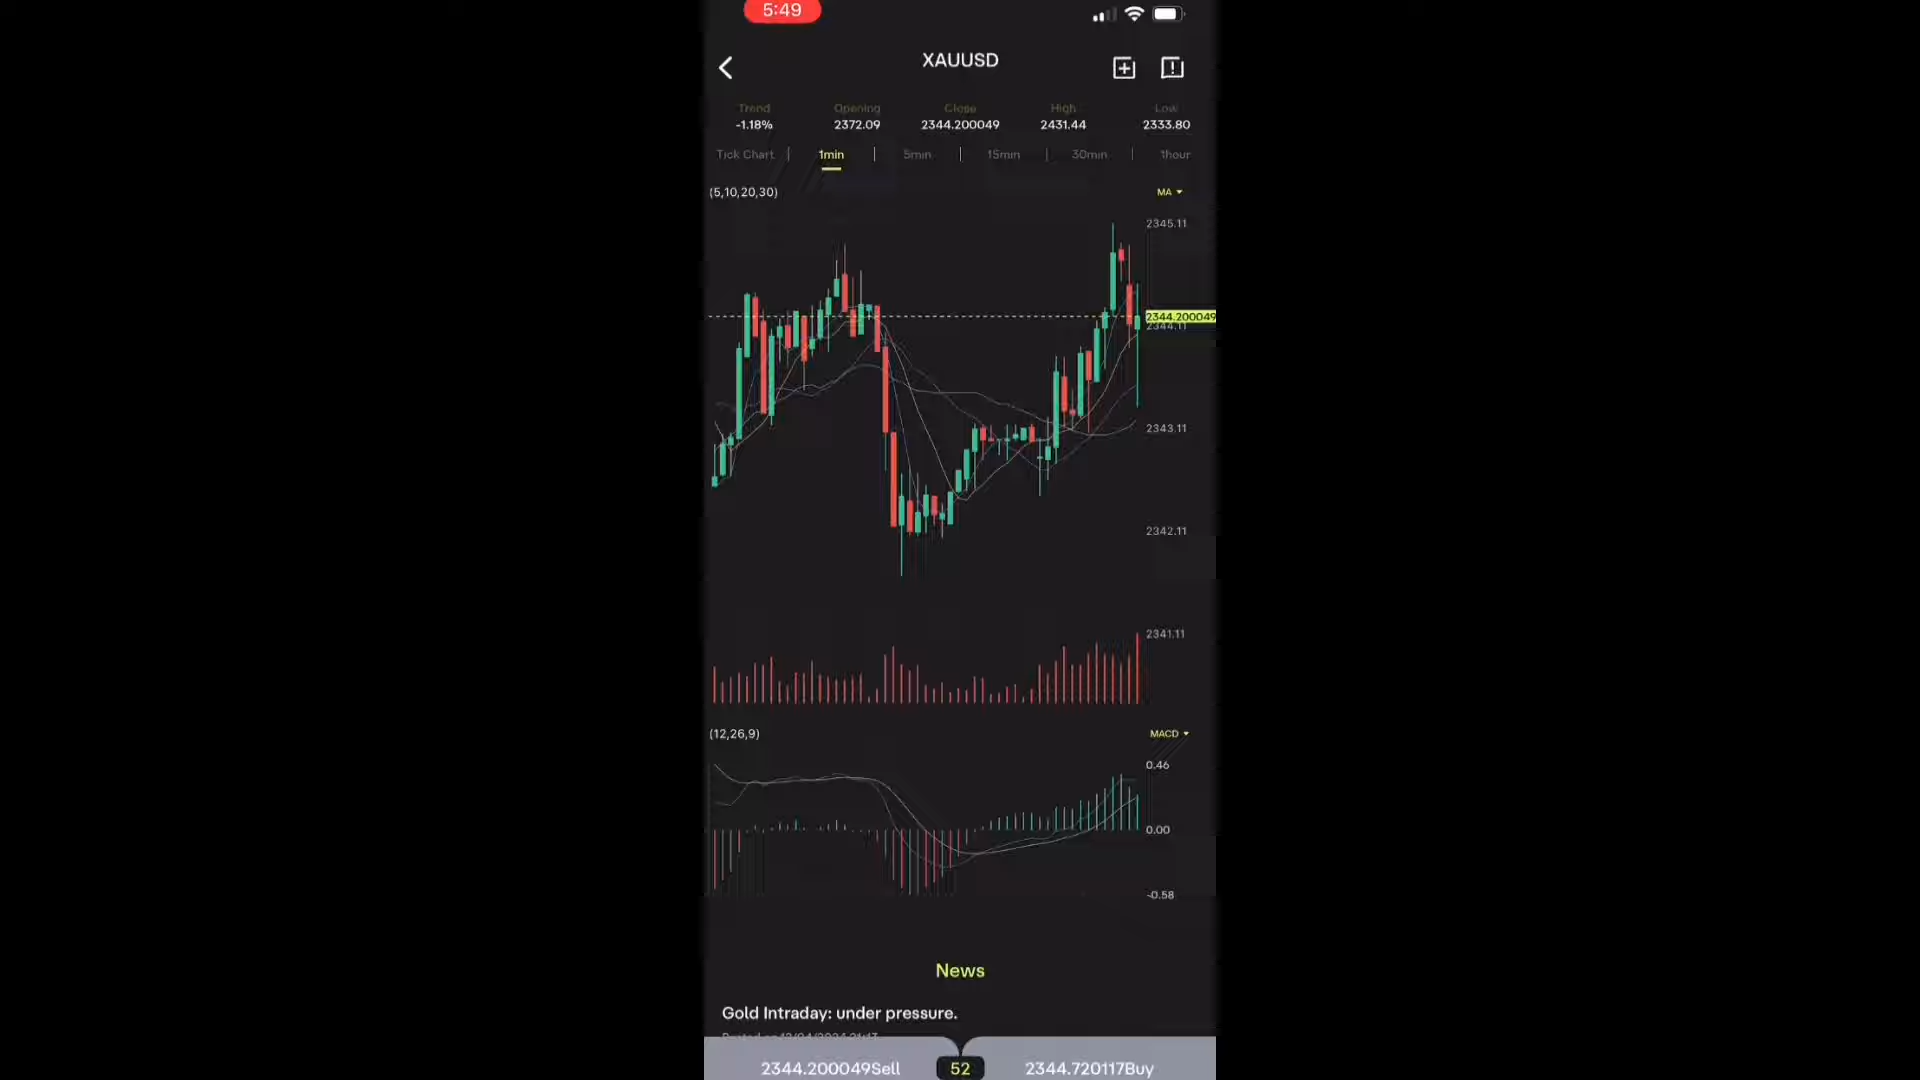 5:49
XAUUSD
Trend Opening Close High Low
-1.18% 2372.09 2344.200049 2431.44 2333.80
Tick Chart 1min 5min 15min 30min 1hour
(5,10,20,30) MA
2345.11
2344.200049
2344.11
2343.11
2342.11
2341.11
(12,26,9) MACD
0.46
0.00
-0.58
News
Gold Intraday: under pressure.
2344.200049Sell 52 2344.720117Buy